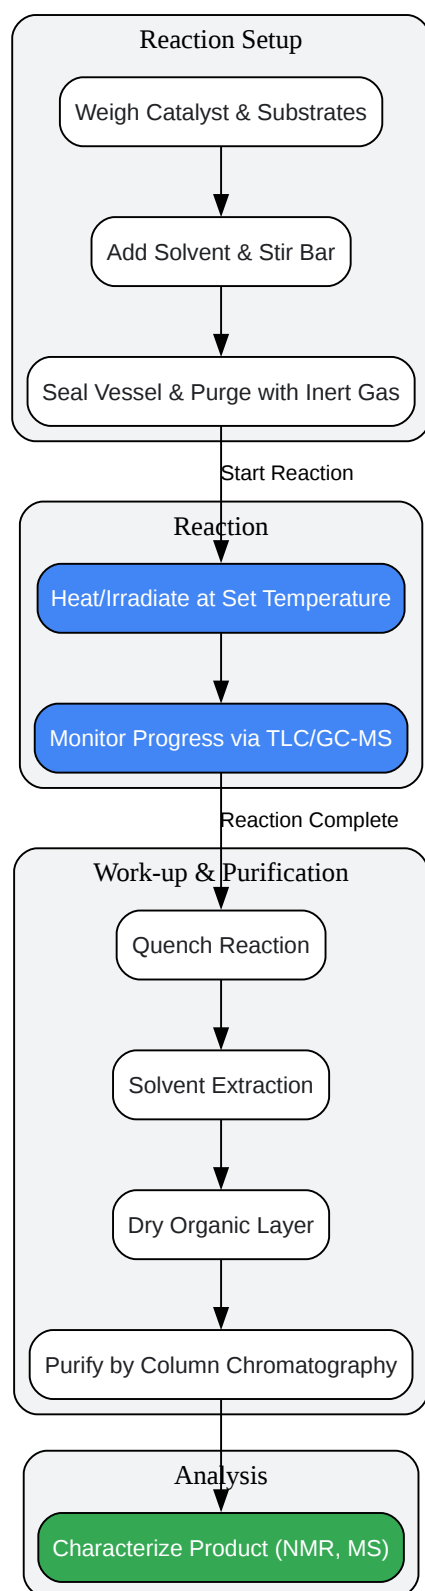 Reaction Setup
Weigh Catalyst & Substrates
Add Solvent & Stir Bar
Seal Vessel & Purge with Inert Gas
Start Reaction
Reaction
Heat/Irradiate at Set Temperature
Monitor Progress via TLC/GC-MS
Reaction Complete
Work-up & Purification
Quench Reaction
Solvent Extraction
Dry Organic Layer
Purify by Column Chromatography
Analysis
Characterize Product (NMR, MS)